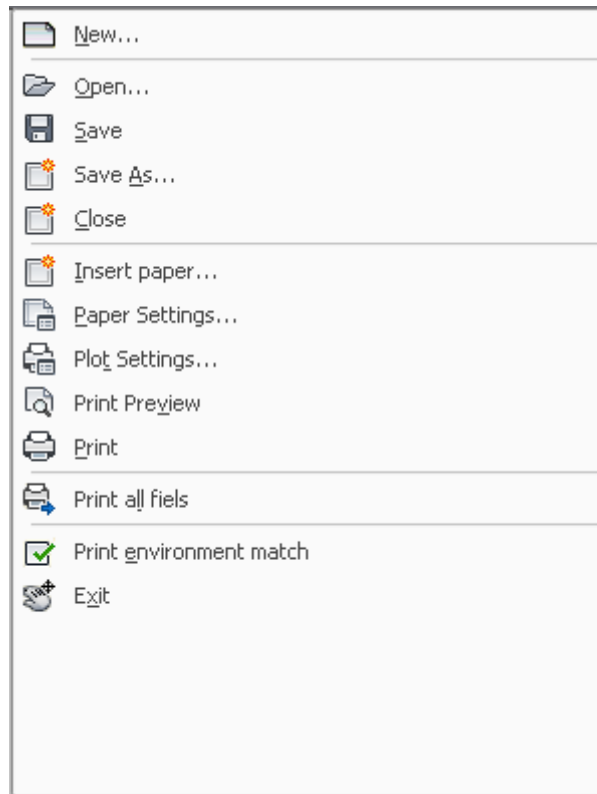 New...
Open...
Save
Save As...
Close
Insert paper...
Paper Settings...
Plot Settings...
Print Preview
Print
Print all fiels
Print environment match
Exit